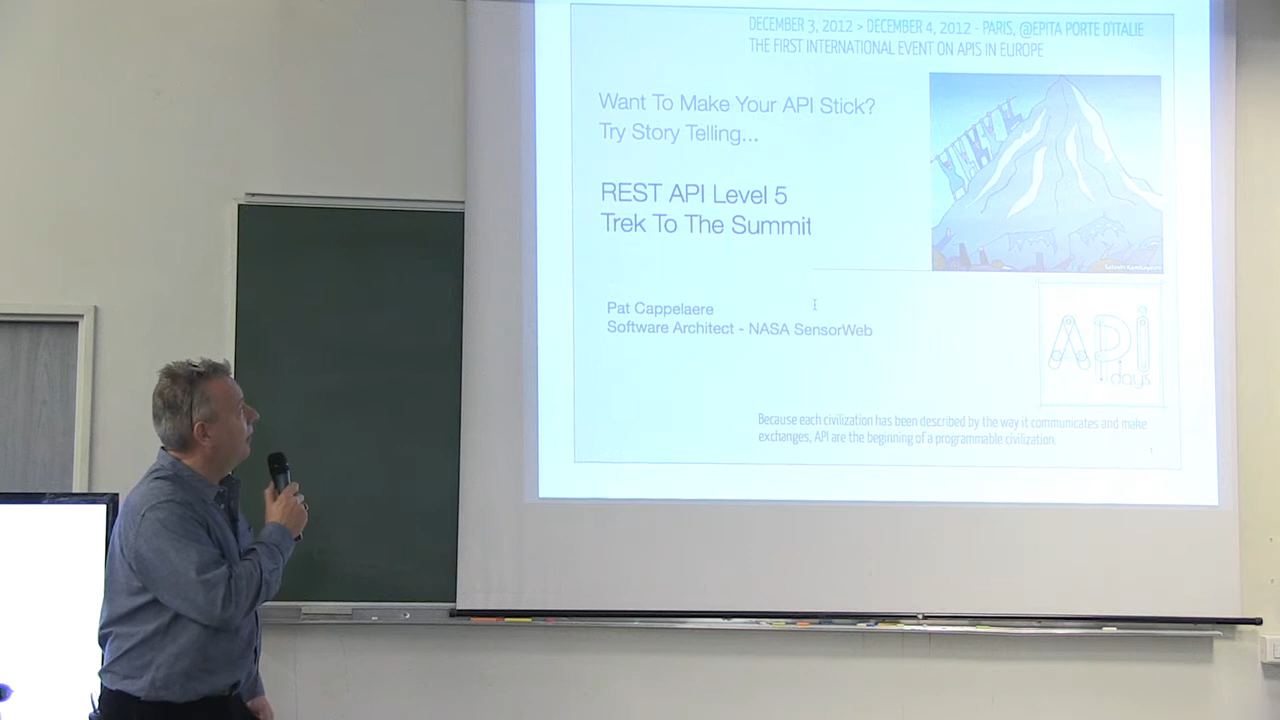 DECEMBER 3, 2012 > DECEMBER 4, 2012 - PARIS, @EPITA PORTE D'ITALIE
THE FIRST INTERNATIONAL EVENT ON APIS IN EUROPE
Want To Make Your API Stick?
Try Story Telling...
REST API Level 5
Trek To The Summit
Pat Cappelaere
Software Architect - NASA SensorWeb
API
days
Because each civilization has been described by the way it communicates and make
exchanges, API are the beginning of a programmable civilization.
1